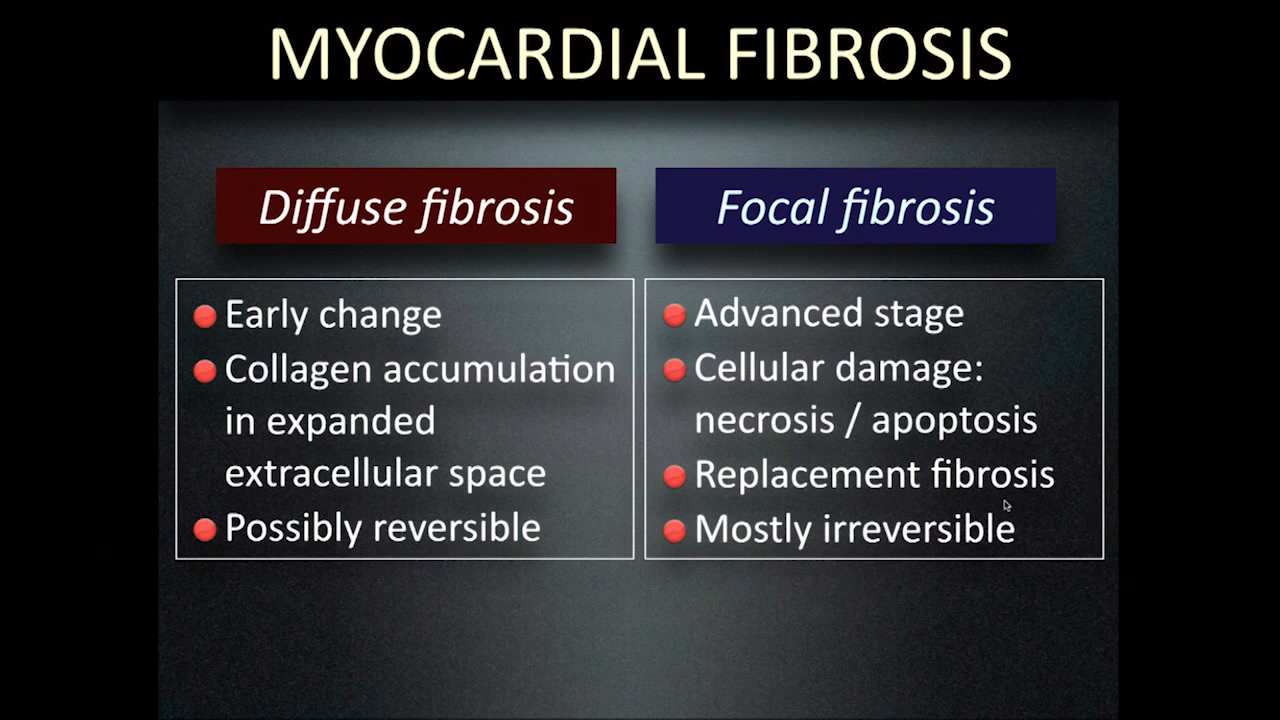 MYOCARDIAL FIBROSIS
Diffuse fibrosis
Early change
Collagen accumulation
in expanded
extracellular space
Possibly reversible
Focal fibrosis
Advanced stage
Cellular damage:
necrosis / apoptosis
Replacement fibrosis
Mostly irreversible